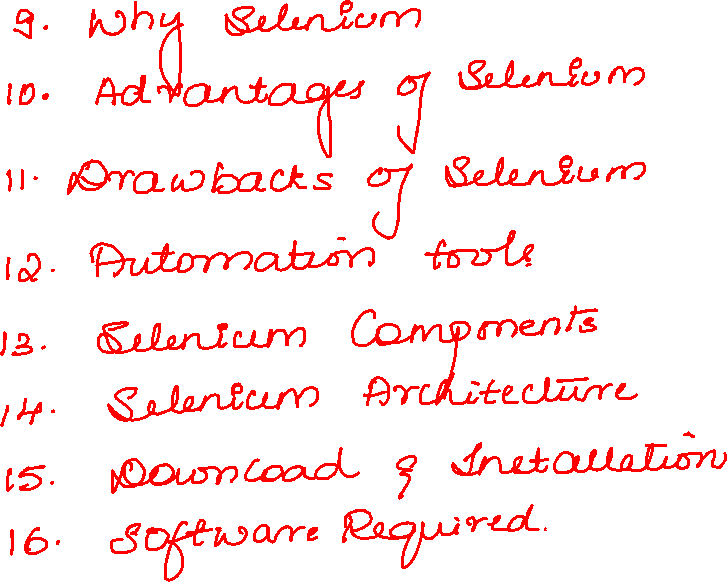 9. Why Selenium
10. Advantages of Selenium
11. Drawbacks of Selenium
12. Automation tools
13. Selenium Components
14. Selenium Architecture
15. Download & Installation
16. Software Required.